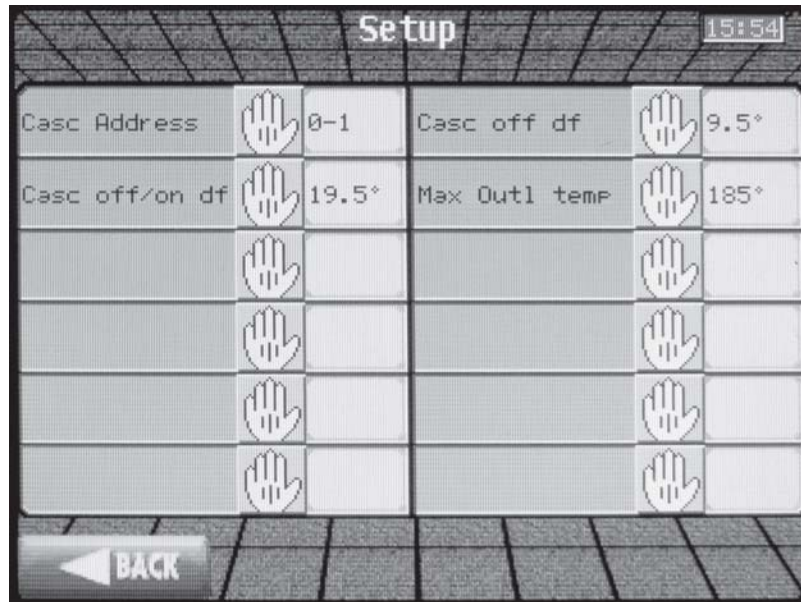 Setup
15:54
Casc Address 0-1 Casc off df 9.5°
Casc off/on df 19.5° Max Outl temp 185°
BACK